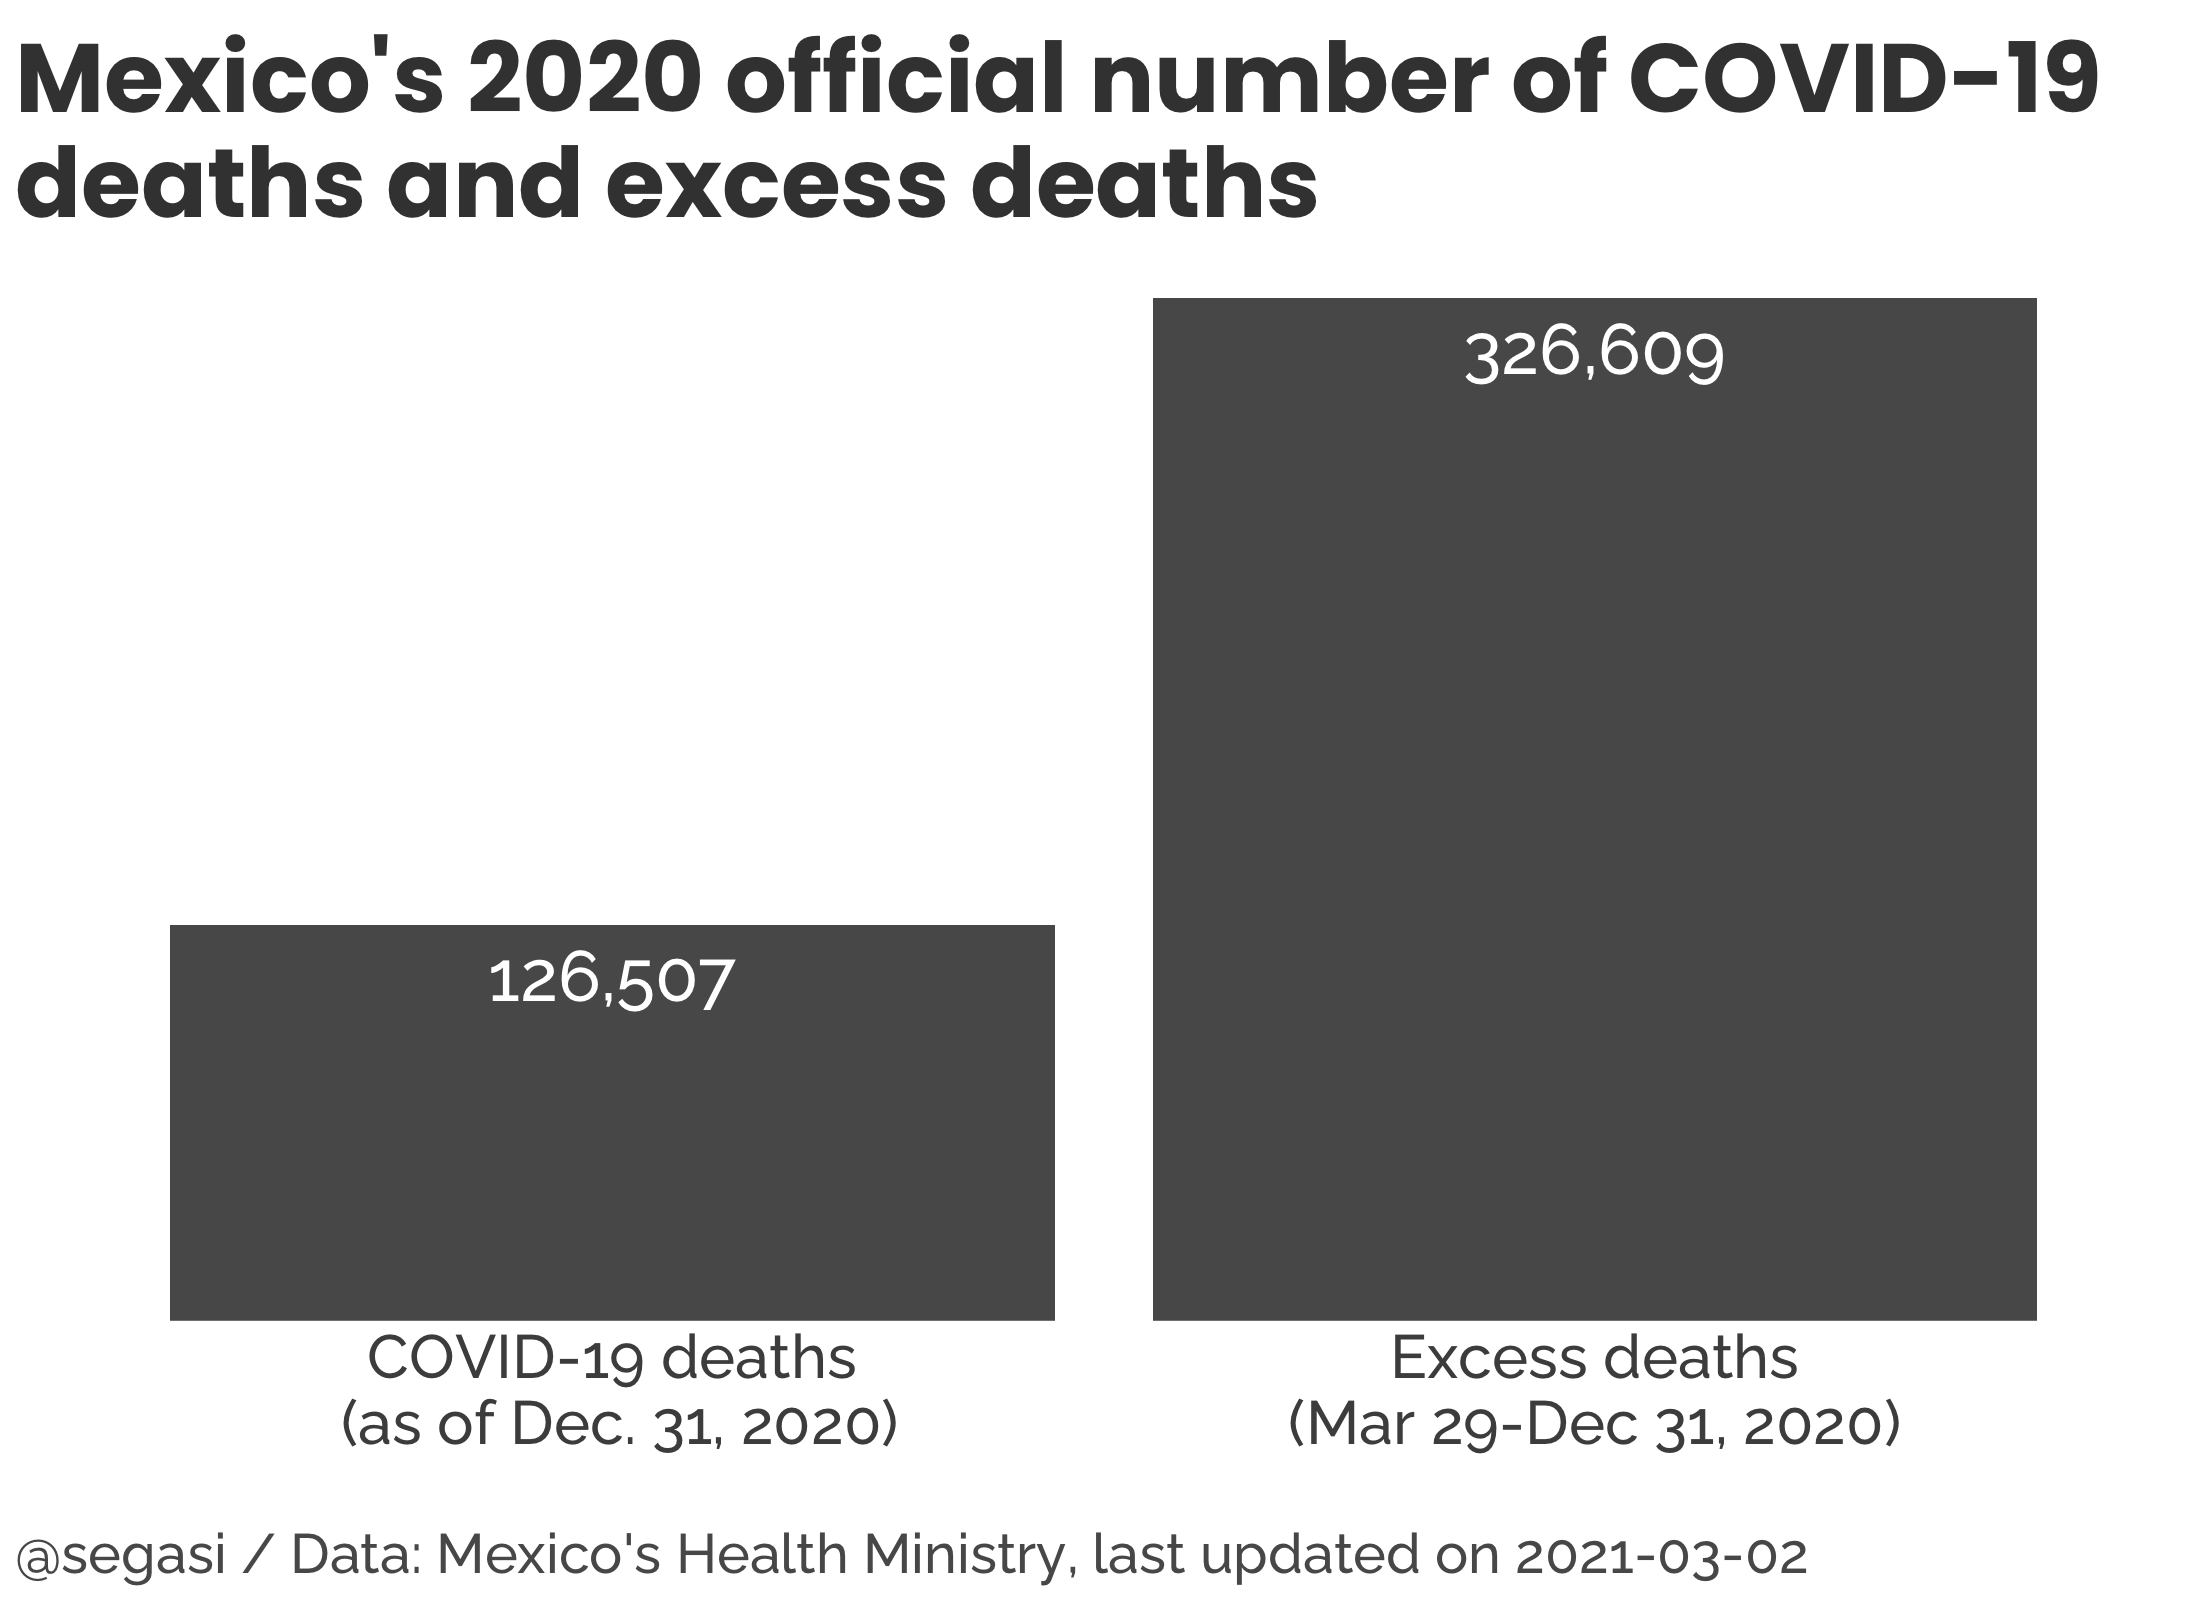 Mexico's 2020 official number of COVID-19
deaths and excess deaths
326,609
126,507
COVID-19 deaths
(as of Dec. 31, 2020)
Excess deaths
(Mar 29-Dec 31, 2020)
@segasi / Data: Mexico's Health Ministry, last updated on 2021-03-02